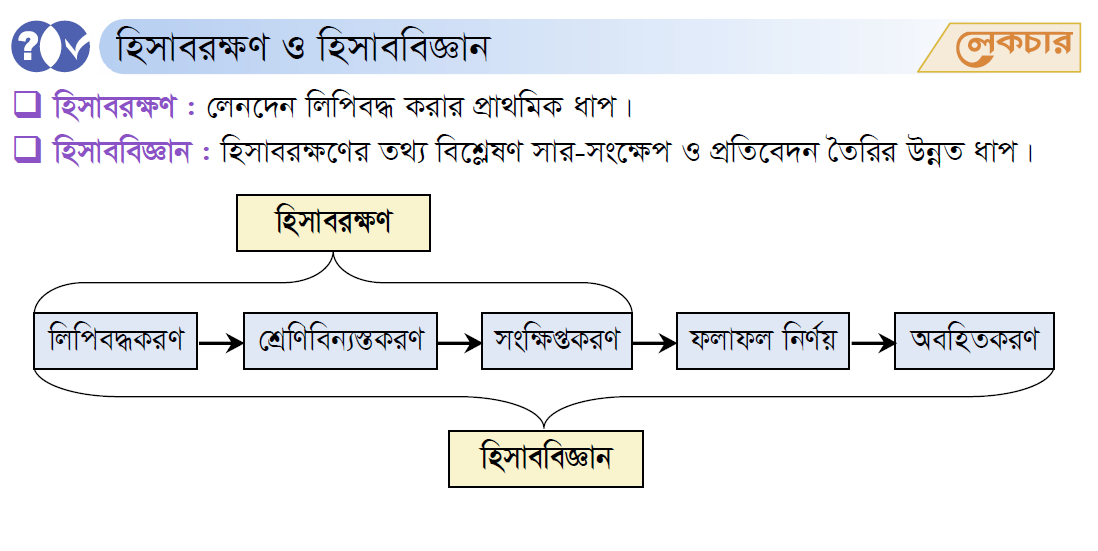 হিসাবরক্ষণ ও হিসাববিজ্ঞান
লেকচার
হিসাবরক্ষণ : লেনদেন লিপিবদ্ধ করার প্রাথমিক ধাপ।
হিসাববিজ্ঞান : হিসাবরক্ষণের তথ্য বিশ্লেষণ সার-সংক্ষেপ ও প্রতিবেদন তৈরির উন্নত ধাপ।
হিসাবরক্ষণ
লিপিবদ্ধকরণ
শ্রেণিবিন্যস্তকরণ
সংক্ষিপ্তকরণ
ফলাফল নির্ণয়
অবহিতকরণ
হিসাববিজ্ঞান